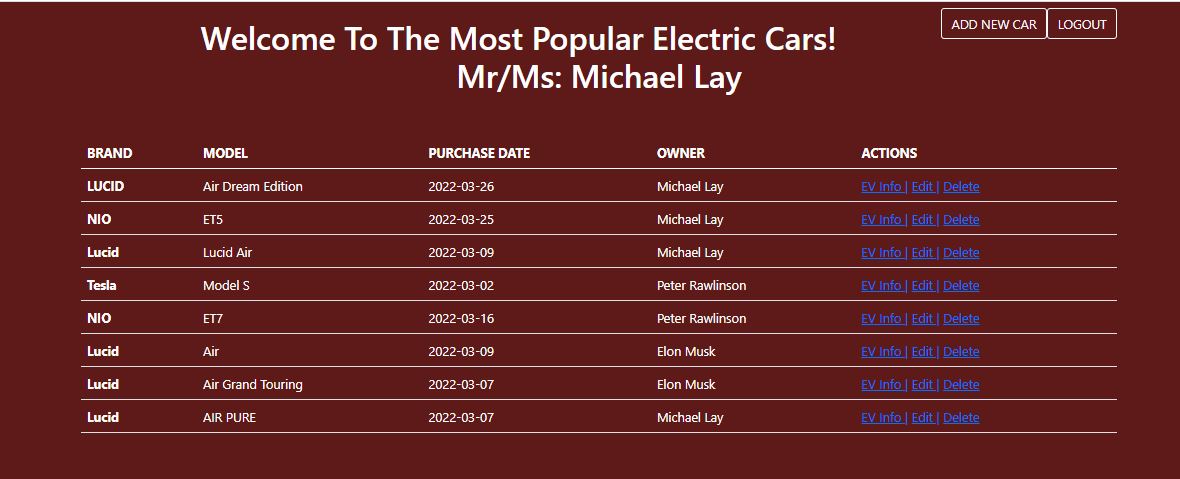 ADD NEW CAR LOGOUT
Welcome To The Most Popular Electric Cars!
Mr/Ms: Michael Lay
BRAND MODEL PURCHASE DATE OWNER ACTIONS
LUCID Air Dream Edition 2022-03-26 Michael Lay EV Info | Edit | Delete
NIO ET5 2022-03-25 Michael Lay EV Info | Edit | Delete
Lucid Lucid Air 2022-03-09 Michael Lay EV Info | Edit | Delete
Tesla Model S 2022-03-02 Peter Rawlinson EV Info | Edit | Delete
NIO ET7 2022-03-16 Peter Rawlinson EV Info | Edit | Delete
Lucid Air 2022-03-09 Elon Musk EV Info | Edit | Delete
Lucid Air Grand Touring 2022-03-07 Elon Musk EV Info | Edit | Delete
Lucid AIR PURE 2022-03-07 Michael Lay EV Info | Edit | Delete